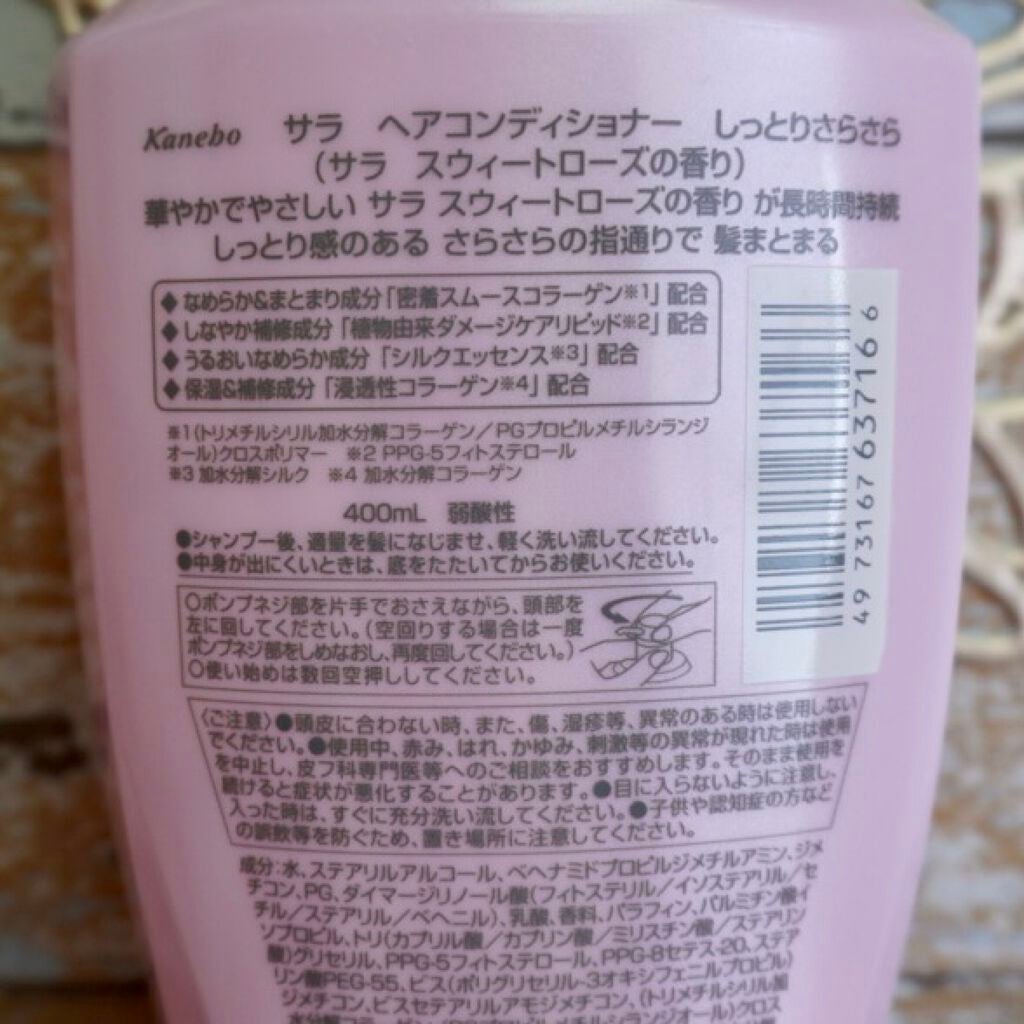 Kanebo サラ ヘアコンディショナー しっとりさらさら
(サラ スウィートローズの香り)
華やかでやさしい サラ スウィートローズの香り が長時間持続
しっとり感のある さらさらの指通りで 髪まとまる
◆ なめらか&まとまり成分「密着スムースコラーゲン※1」配合
◆ しなやか補修成分「植物由来ダメージケアリピッド※2」配合
◆ うるおいなめらか成分「シルクエッセンス※3」配合
◆ 保湿&補修成分「浸透性コラーゲン※4」配合
※1(トリメチルシリル加水分解コラーゲン/PGプロピルメチルシランジ
オール)クロスポリマー ※2 PPG-5フィトステロール
※3 加水分解シルク ※4 加水分解コラーゲン
4973167637166
400mL 弱酸性
●シャンプー後、適量を髪になじませ、軽く洗い流してください。
●中身が出にくいときは、底をたたいてからお使いください。
○ポンプネジ部を片手でおさえながら、頭部を
左に回してください。(空回りする場合は一度
ポンプネジ部をしめなおし、再度回してください。)
○使い始めは数回空押ししてください。
〈ご注意〉●頭皮に合わない時、また、傷、湿疹等、異常のある時は使用しない
でください。●使用中、赤み、はれ、かゆみ、刺激等の異常が現れた時は使用
を中止し、皮フ科専門医等へのご相談をおすすめします。そのまま使用を
続けると症状が悪化することがあります。●目に入らないように注意し、
入った時は、すぐに充分洗い流してください。●子供や認知症の方など
の誤飲等を防ぐため、置き場所に注意してください。
成分:水、ステアリルアルコール、ベヘナミドプロピルジメチルアミン、ジメ
チコン、PG、ダイマージリノール酸(フィトステリル/イソステアリル/セ
チル/ステアリル/ベヘニル)、乳酸、香料、パラフィン、パルミチン酸イ
ソプロピル、トリ(カプリル酸/カプリン酸/ミリスチン酸/ステアリン
酸)グリセリル、PPG-5フィトステロール、PPG-8セテス-20、ステア
リン酸PEG-55、ビス(ポリグリセリル-3オキシフェニルプロピル)
ジメチコン、ビスセテアリルアモジメチコン、(トリメチルシリル加
水分解コラーゲン/PGプロピルメチルシランジオール)クロス